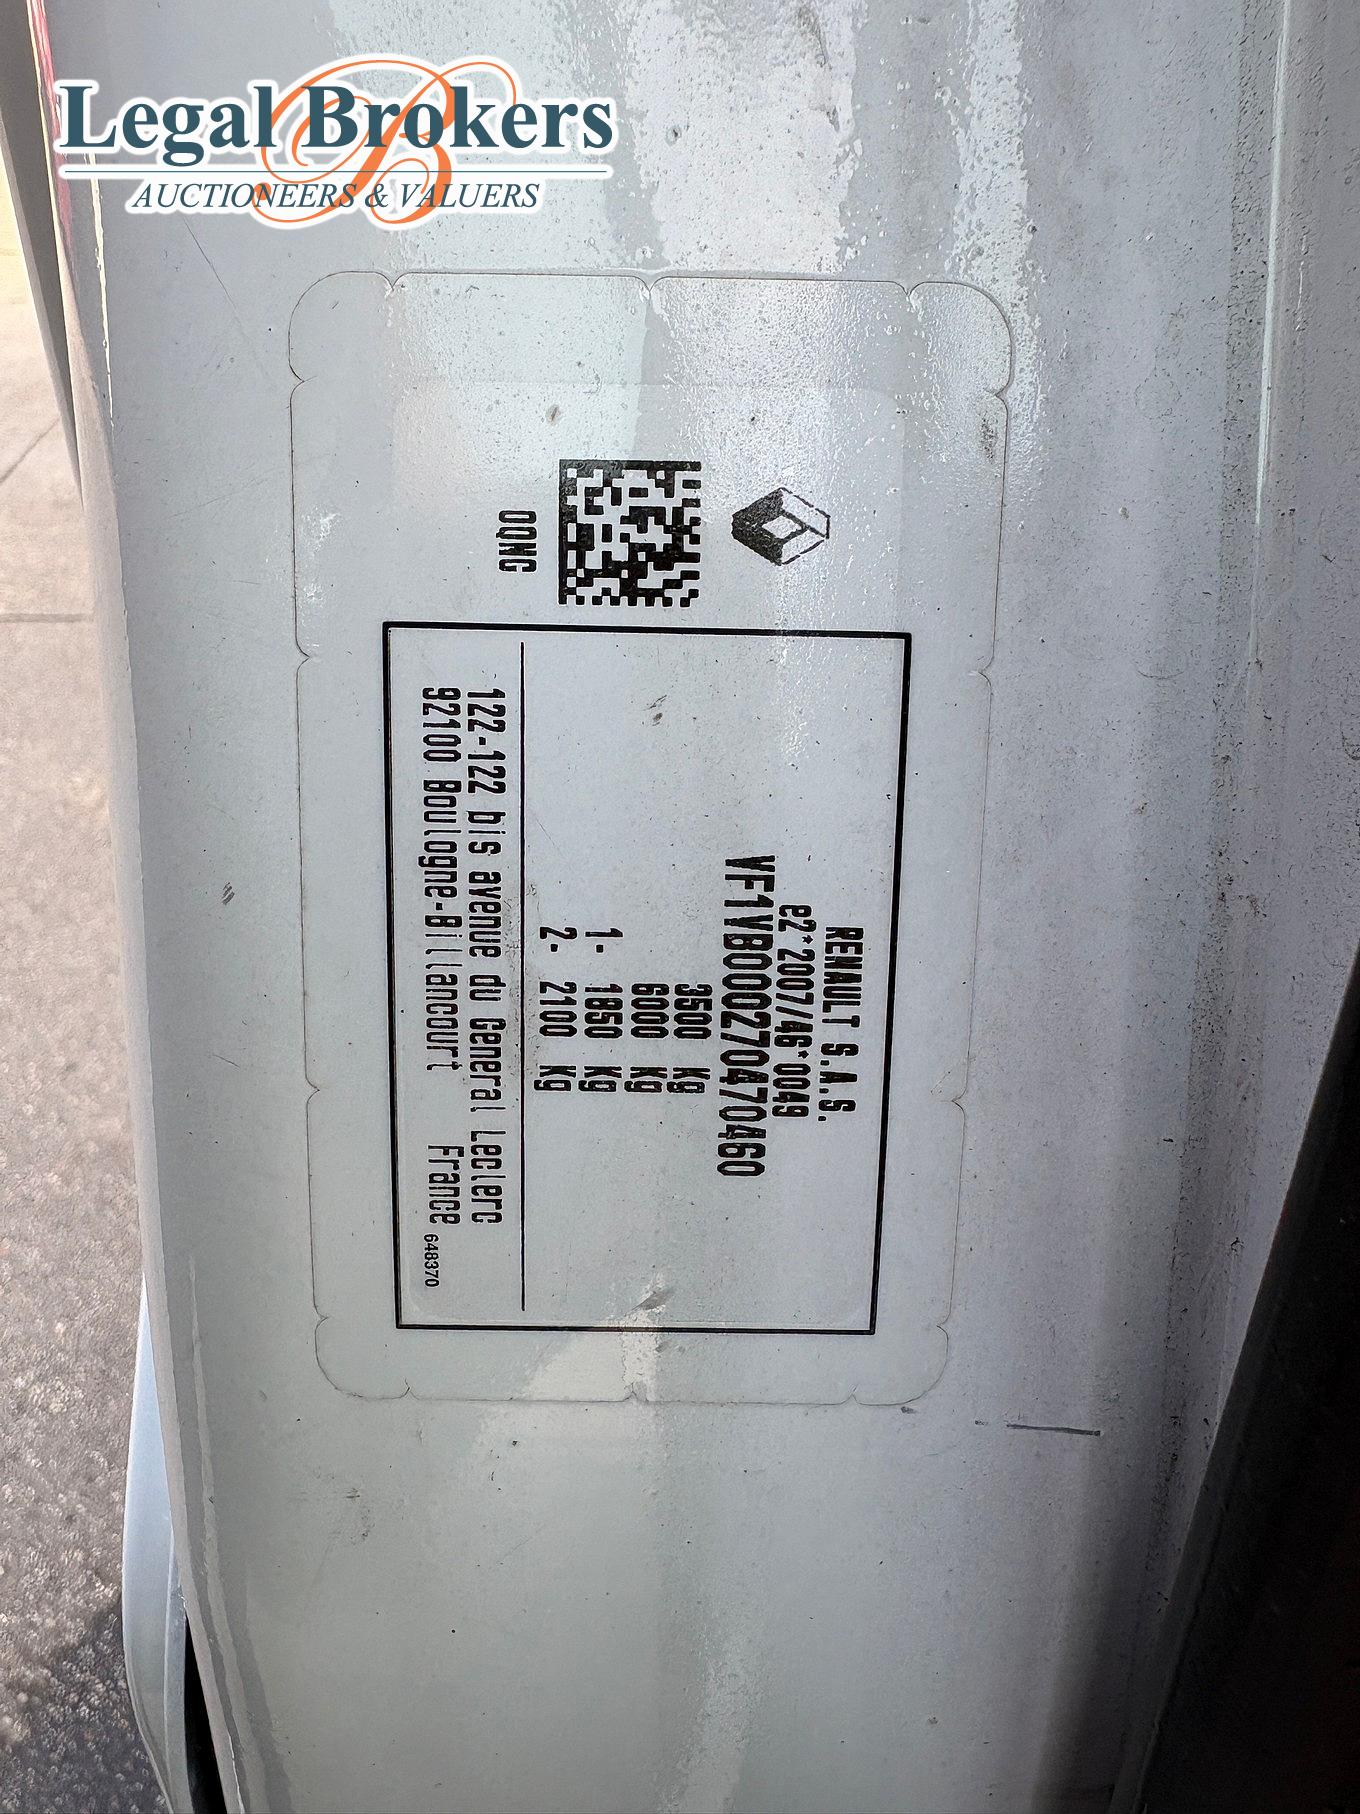 Legal Brokers
AUCTIONEERS & VALUERS
RENAULT S.A.S.
e2*2007/46*0049
VF1VB000270470460
3500 Kg
6000 Kg
1- 1850 Kg
2- 2100 Kg
122-122 bis avenue du General Leclerc
92100 Boulogne-Billancourt France
648370
0QNC